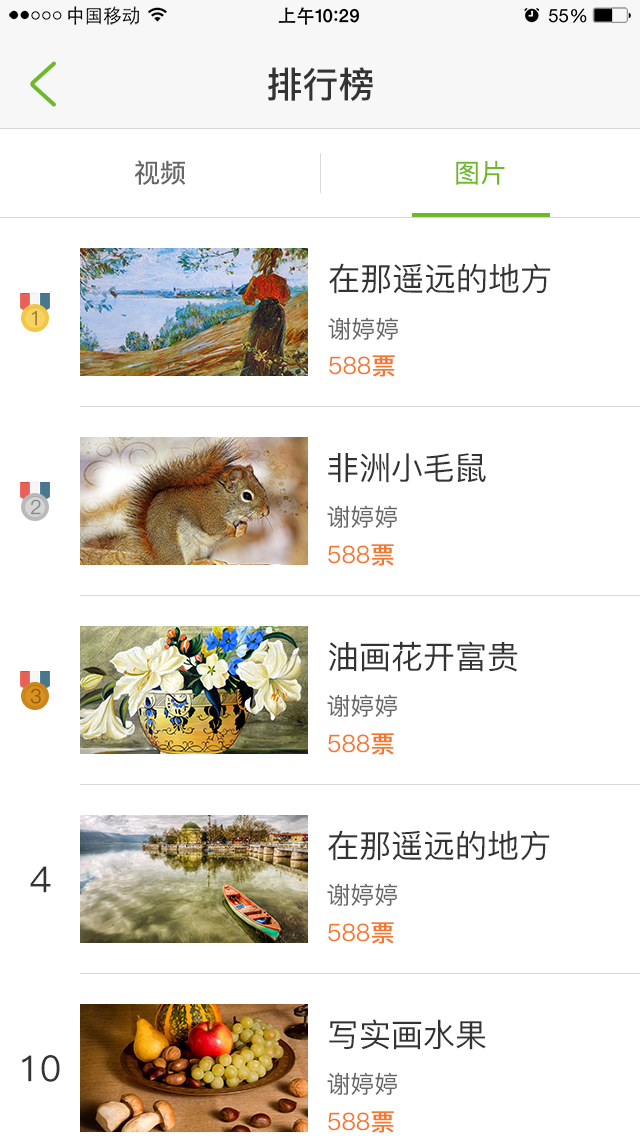 中国移动 上午10:29 55%
排行榜
视频 图片
1
在那遥远的地方
谢婷婷
588票
2
非洲小毛鼠
谢婷婷
588票
3
油画花开富贵
谢婷婷
588票
4
在那遥远的地方
谢婷婷
588票
10
写实画水果
谢婷婷
588票